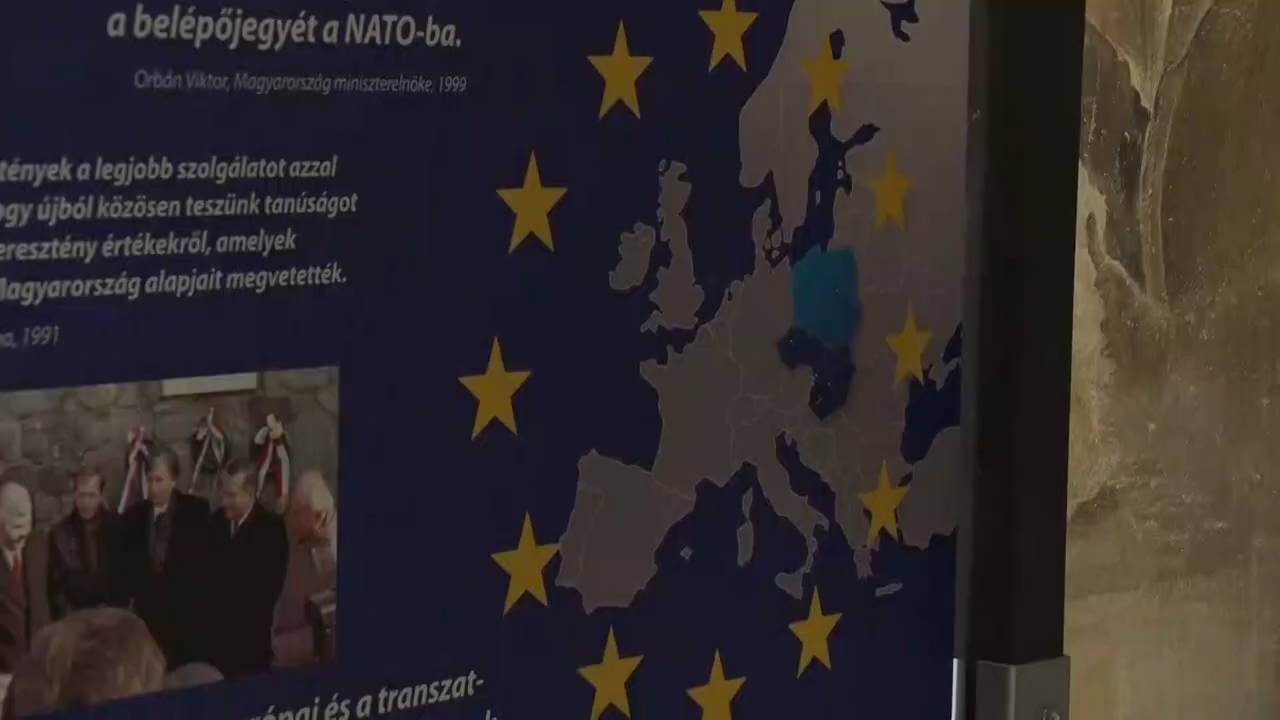 a belépőjegyét a NATO-ba.
Orbán Viktor, Magyarország miniszterelnöke, 1999
tények a legjobb szolgálatot azzal
ogy újból közösen teszünk tanúságot
eresztény értékekről, amelyek
Magyarország alapjait megvetették.
1991
és a transzat-